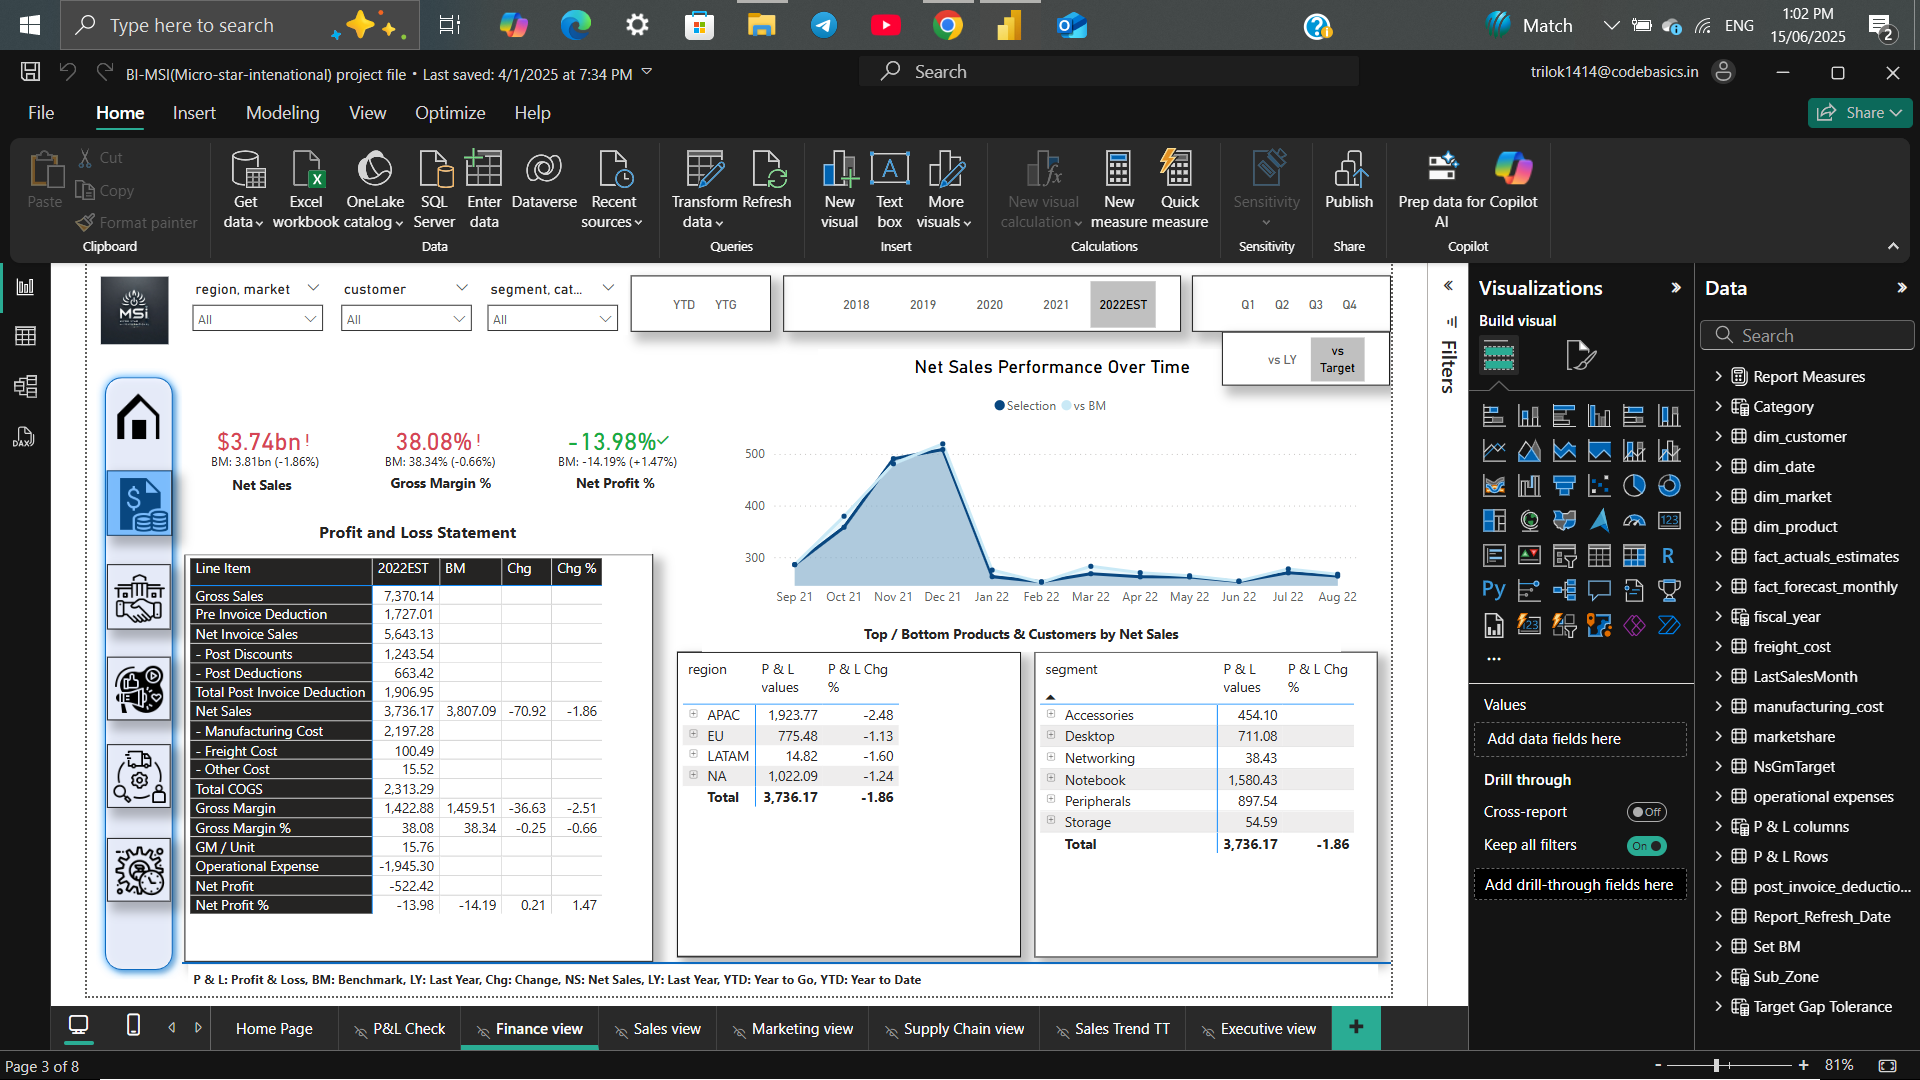 Type here to search
Match
ENG
1:02 PM
15/06/2025
2
BI-MSI(Micro-star-intenational) project file • Last saved: 4/1/2025 at 7:34 PM
Search
trilok1414@codebasics.in
File Home Insert Modeling View Optimize Help
Share
Paste
Cut
Copy
Format painter
Clipboard
Get data
Excel workbook
OneLake catalog
SQL Server
Enter data
Dataverse
Recent sources
Data
Transform data
Refresh
Queries
New visual
Text box
More visuals
Insert
New visual calculation
New measure
Quick measure
Calculations
Sensitivity
Sensitivity
Publish
Share
Prep data for AI
Copilot
Copilot
MSi
region, market
All
customer
All
segment, cat...
All
YTD YTG
2018 2019 2020 2021 2022EST
Q1 Q2 Q3 Q4
vs LY
vs Target
$3.74bn!
BM: 3.81bn (-1.86%)
Net Sales
38.08%!
BM: 38.34% (-0.66%)
Gross Margin %
-13.98%
BM: -14.19% (+1.47%)
Net Profit %
Net Sales Performance Over Time
Selection vs BM
500
400
300
Sep 21 Oct 21 Nov 21 Dec 21 Jan 22 Feb 22 Mar 22 Apr 22 May 22 Jun 22 Jul 22 Aug 22
Profit and Loss Statement
Line Item 2022EST BM Chg Chg %
Gross Sales 7,370.14
Pre Invoice Deduction 1,727.01
Net Invoice Sales 5,643.13
- Post Discounts 1,243.54
- Post Deductions 663.42
Total Post Invoice Deduction 1,906.95
Net Sales 3,736.17 3,807.09 -70.92 -1.86
- Manufacturing Cost 2,197.28
- Freight Cost 100.49
- Other Cost 15.52
Total COGS 2,313.29
Gross Margin 1,422.88 1,459.51 -36.63 -2.51
Gross Margin % 38.08 38.34 -0.25 -0.66
GM / Unit 15.76
Operational Expense -1,945.30
Net Profit -522.42
Net Profit % -13.98 -14.19 0.21 1.47
Top / Bottom Products & Customers by Net Sales
region P & L values P & L Chg %
APAC 1,923.77 -2.48
EU 775.48 -1.13
LATAM 14.82 -1.60
NA 1,022.09 -1.24
Total 3,736.17 -1.86
segment P & L values P & L Chg %
Accessories 454.10
Desktop 711.08
Networking 38.43
Notebook 1,580.43
Peripherals 897.54
Storage 54.59
Total 3,736.17 -1.86
P & L: Profit & Loss, BM: Benchmark, LY: Last Year, Chg: Change, NS: Net Sales, LY: Last Year, YTD: Year to Go, YTD: Year to Date
Filters
Visualizations
Build visual
123
R
Py
123
Values
Add data fields here
Drill through
Cross-report
Off
Keep all filters
On
Add drill-through fields here
Data
Search
Report Measures
Category
dim_customer
dim_date
dim_market
dim_product
fact_actuals_estimates
fact_forecast_monthly
fiscal_year
freight_cost
LastSalesMonth
manufacturing_cost
marketshare
NsGmTarget
operational expenses
P & L columns
P & L Rows
post_invoice_deductio...
Report_Refresh_Date
Set BM
Sub_Zone
Target Gap Tolerance
DAX
Home Page
P&L Check
Finance view
Sales view
Marketing view
Supply Chain view
Sales Trend TT
Executive view
+
Page 3 of 8
- + 81%